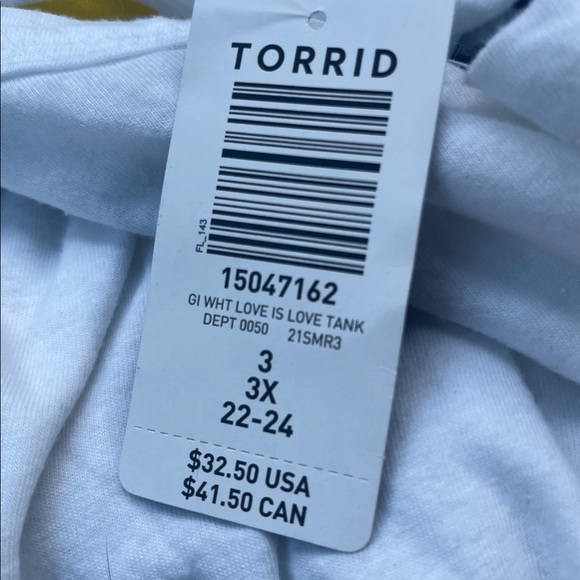 TORRID
FL_143
15047162
GI WHT LOVE IS LOVE TANK
DEPT 0050 21SMR3
3
3X
22-24
$32.50 USA
$41.50 CAN